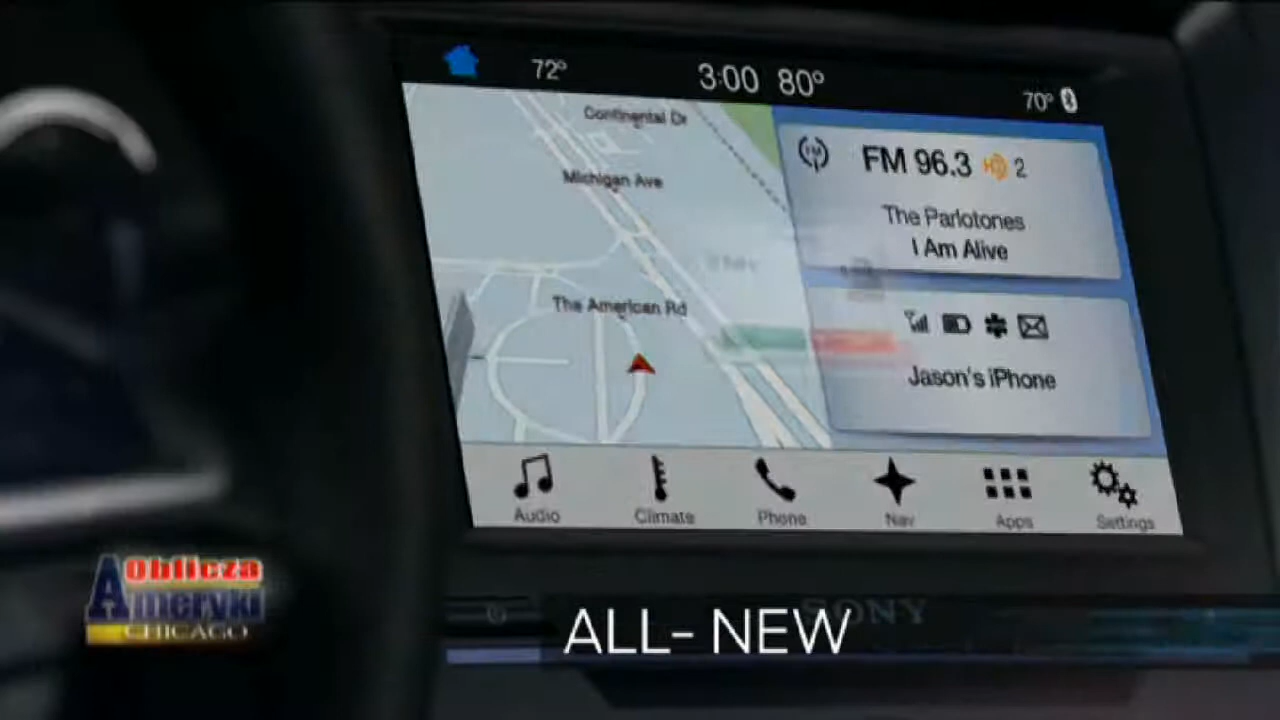 72° 3:00 80° 70°
Continental Dr
Michigan Ave
The American Rd
FM 96.3 HD 2
The Parlotones
I Am Alive
Jason's iPhone
Audio Climate Phone Nav Apps Settings
SONY
ALL- NEW
Oblicza
Ameryki
CHICAGO